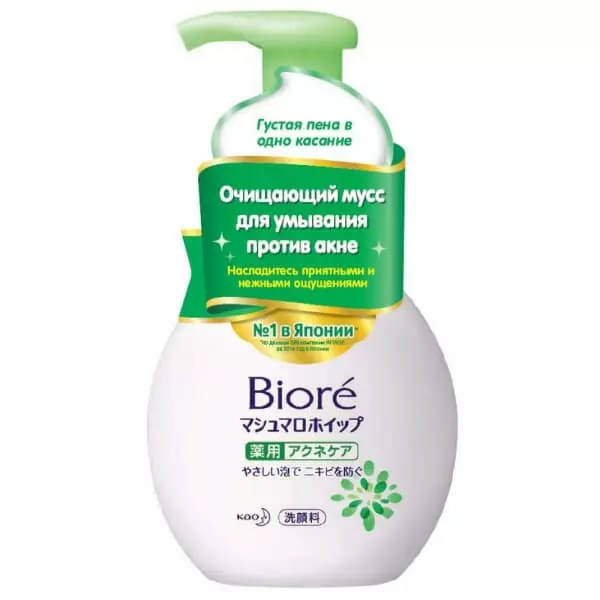 Густая пена в
одно касание
Очищающий мусс
для умывания
против акне
Насладитесь приятными и
нежными ощущениями
№1 в Японии*
Bioré
マシュマロホイップ
薬用 アクネケア
やさしい泡で ニキビを防ぐ
Kao
洗顔料